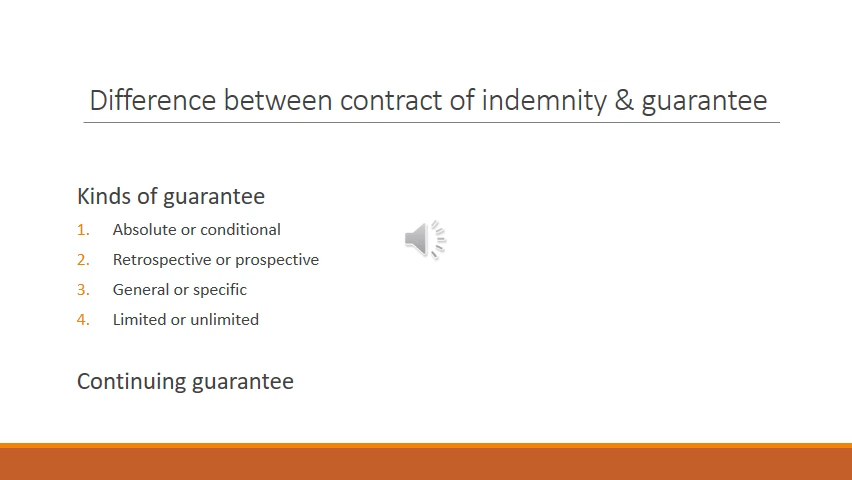 Difference between contract of indemnity & guarantee
Kinds of guarantee
1. Absolute or conditional
2. Retrospective or prospective
3. General or specific
4. Limited or unlimited
Continuing guarantee